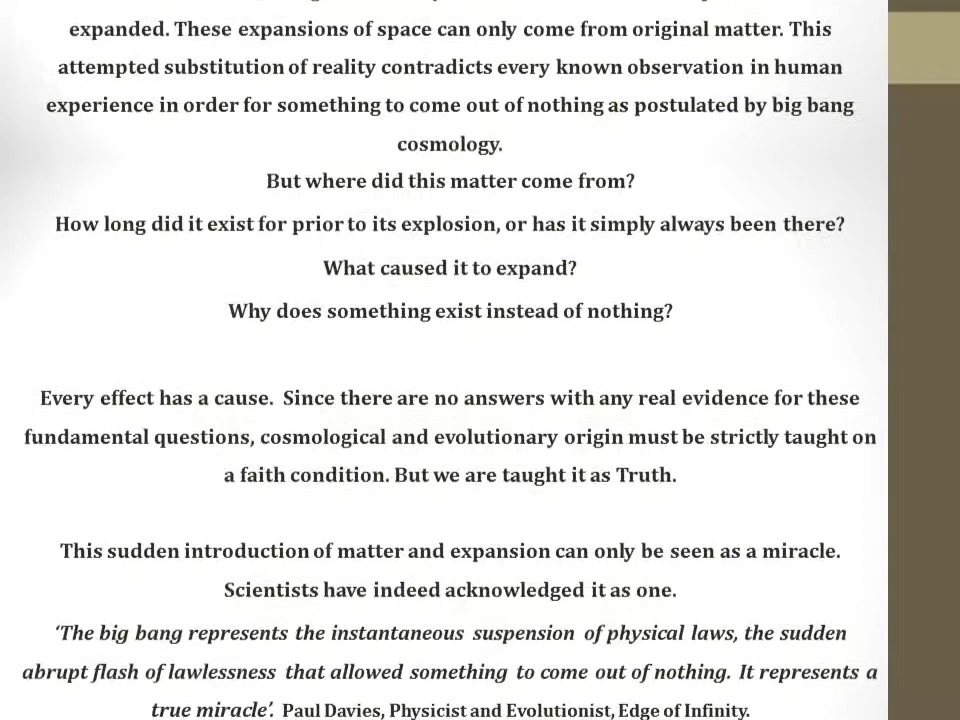 expanded. These expansions of space can only come from original matter. This
attempted substitution of reality contradicts every known observation in human
experience in order for something to come out of nothing as postulated by big bang
cosmology.
But where did this matter come from?
How long did it exist for prior to its explosion, or has it simply always been there?
What caused it to expand?
Why does something exist instead of nothing?
Every effect has a cause. Since there are no answers with any real evidence for these
fundamental questions, cosmological and evolutionary origin must be strictly taught on
a faith condition. But we are taught it as Truth.
This sudden introduction of matter and expansion can only be seen as a miracle.
Scientists have indeed acknowledged it as one.
‘The big bang represents the instantaneous suspension of physical laws, the sudden
abrupt flash of lawlessness that allowed something to come out of nothing. It represents a
true miracle’. Paul Davies, Physicist and Evolutionist, Edge of Infinity.